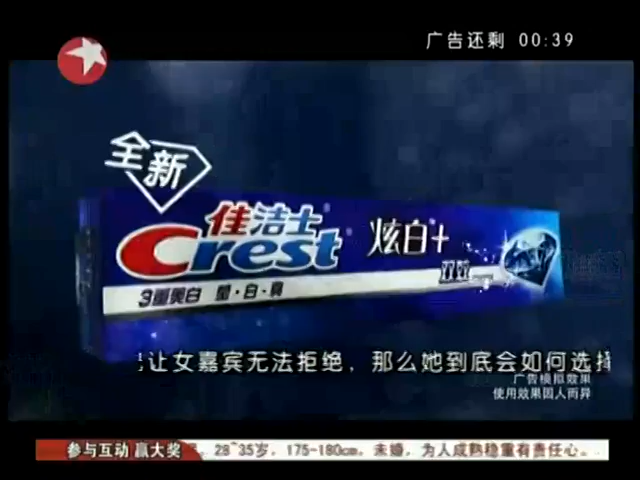 广告还剩 00:39
全新
佳洁士
Crest
炫白+
双效
3重美白
让女嘉宾无法拒绝，那么她到底会如何选择
广告模拟效果
使用效果因人而异
参与互动 赢大奖
28~35岁，175-180cm，未婚，为人成熟稳重有责任心。